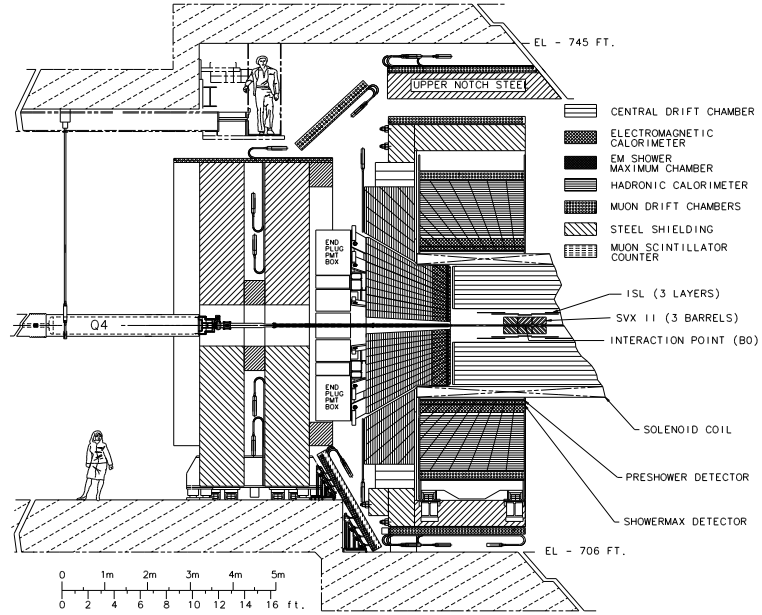 EL - 745 FT.
UPPER NOTCH STEEL
CENTRAL DRIFT CHAMBER
ELECTROMAGNETIC
CALORIMETER
EM SHOWER
MAXIMUM CHAMBER
HADRONIC CALORIMETER
MUON DRIFT CHAMBERS
STEEL SHIELDING
MUON SCINTILLATOR
COUNTER
END
PLUG
PMT
BOX
ISL (3 LAYERS)
Q4
SVX II (3 BARRELS)
INTERACTION POINT (B0)
END
PLUG
PMT
BOX
SOLENOID COIL
PRESHOWER DETECTOR
SHOWERMAX DETECTOR
EL - 706 FT.
0 1m 2m 3m 4m 5m
0 2 4 6 8 10 12 14 16 ft.